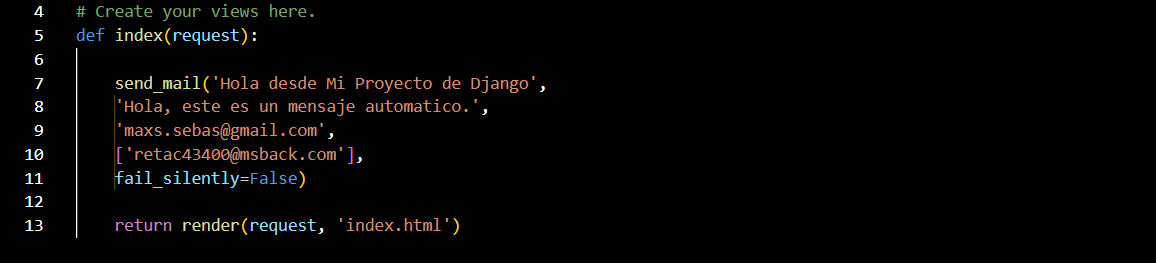 4 # Create your views here.
5 def index(request):
6
7 send_mail('Hola desde Mi Proyecto de Django',
8 'Hola, este es un mensaje automatico.',
9 'maxs.sebas@gmail.com',
10 ['retac43400@msback.com'],
11 fail_silently=False)
12
13 return render(request, 'index.html')